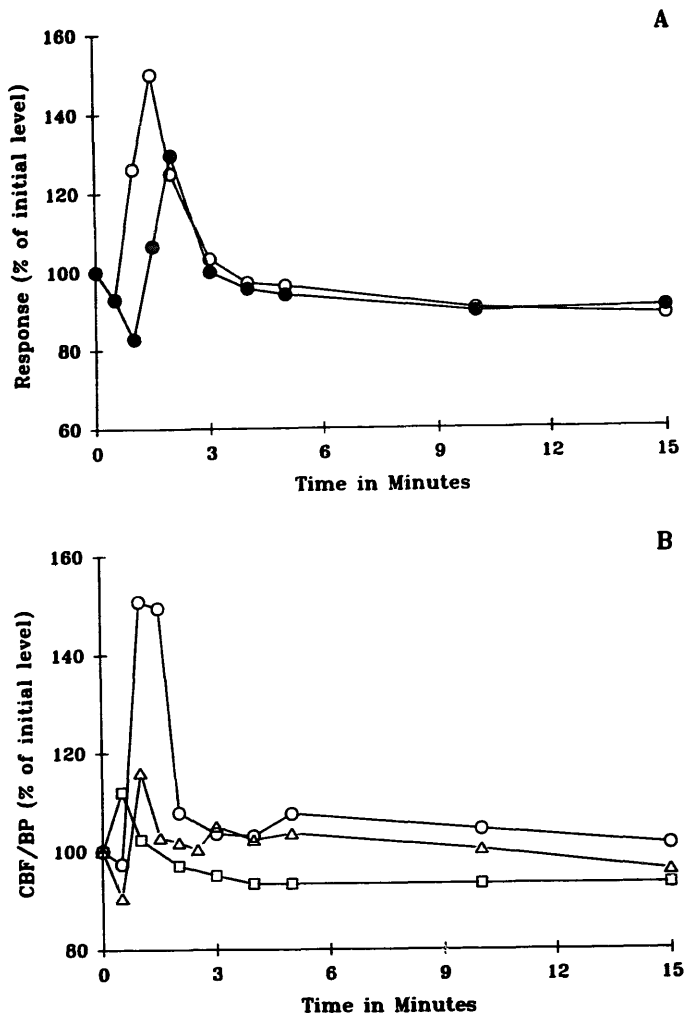 A
160
140
120
100
80
60
Response (% of initial level)
0 3 6 9 12 15
Time in Minutes
B
160
140
120
100
80
CBF/BP (% of initial level)
0 3 6 9 12 15
Time in Minutes